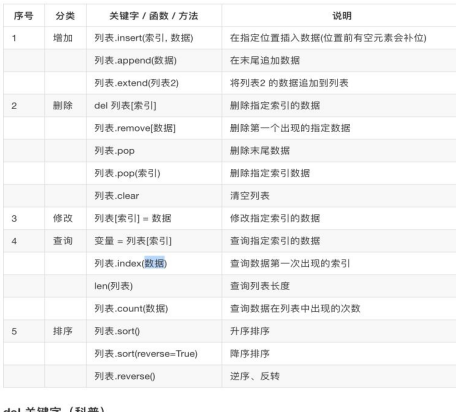 序号 分类 关键字 / 函数 / 方法 说明
1 增加 列表.insert(索引, 数据) 在指定位置插入数据(位置前有空元素会补位)
列表.append(数据) 在末尾追加数据
列表.extend(列表2) 将列表2 的数据追加到列表
2 删除 del 列表[索引] 删除指定索引的数据
列表.remove[数据] 删除第一个出现的指定数据
列表.pop 删除末尾数据
列表.pop(索引) 删除指定索引数据
列表.clear 清空列表
3 修改 列表[索引] = 数据 修改指定索引的数据
4 查询 变量 = 列表[索引] 查询指定索引的数据
列表.index(数据) 查询数据第一次出现的索引
len(列表) 查询列表长度
列表.count(数据) 查询数据在列表中出现的次数
5 排序 列表.sort() 升序排序
列表.sort(reverse=True) 降序排序
列表.reverse() 逆序、反转
del 关键字（科普）